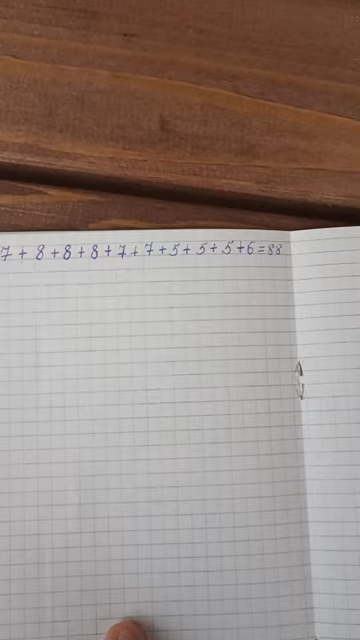 7 + 8 + 8 + 8 + 7 + 7 + 5 + 5 + 5 + 6 = 88